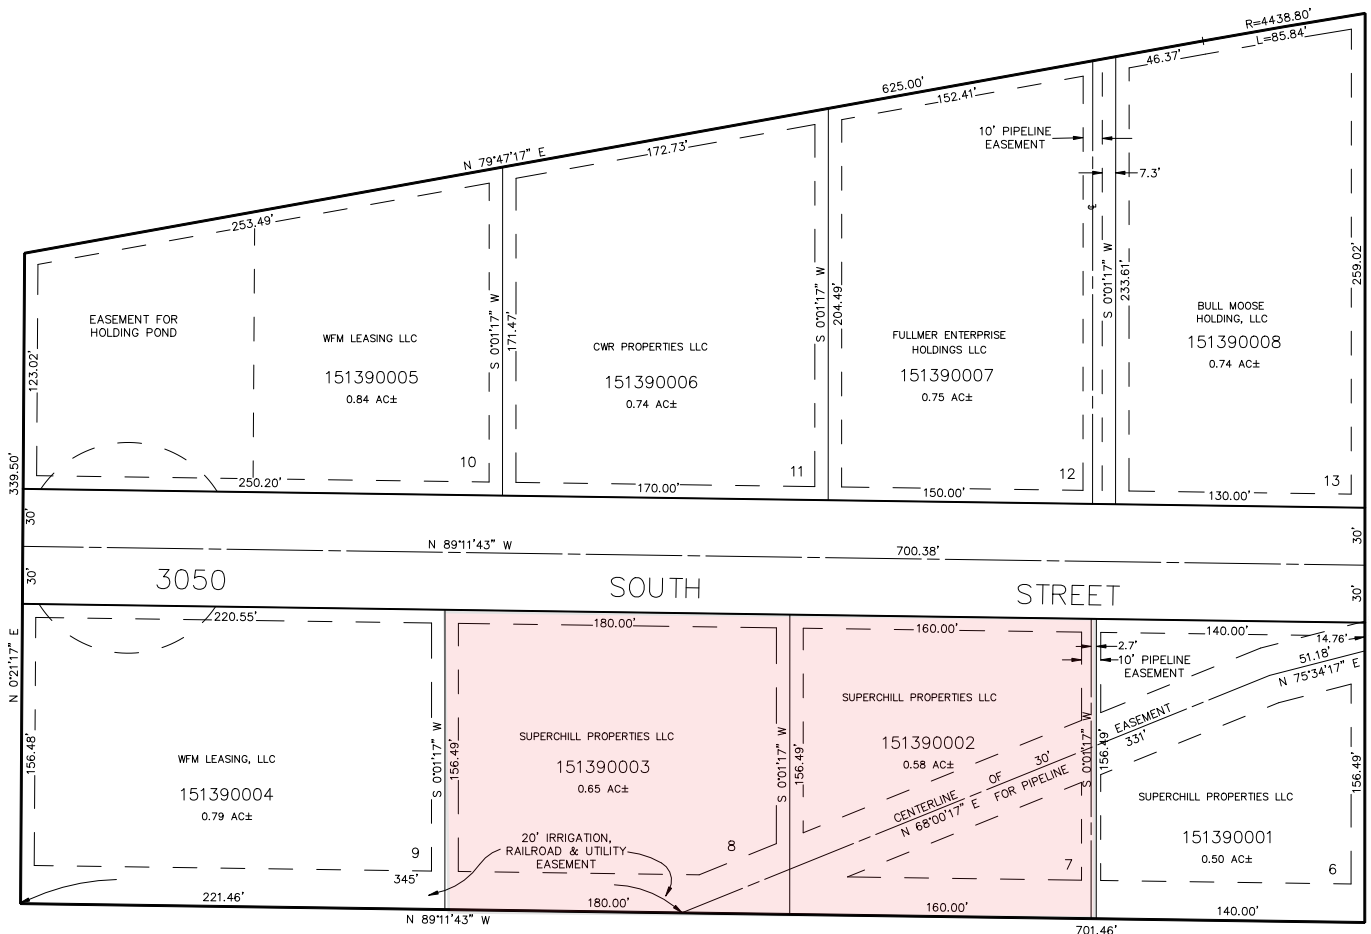 R=4438.80'
L=85.84'
46.37'
625.00'
152.41'
10' PIPELINE
EASEMENT
7.3'
N 79°47'17" E
172.73'
253.49'
EASEMENT FOR
HOLDING POND
123.02'
WFM LEASING LLC
151390005
0.84 AC±
S 0°01'17" W
171.47'
CWR PROPERTIES LLC
151390006
0.74 AC±
S 0°01'17" W
204.49'
FULLMER ENTERPRISE
HOLDINGS LLC
151390007
0.75 AC±
℄
S 0°01'17" W
233.61'
BULL MOOSE
HOLDING, LLC
151390008
0.74 AC±
259.02'
10
11
12
13
250.20'
170.00'
150.00'
130.00'
339.50'
30'
30'
N 89°11'43" W
700.38'
30'
30'
3050 SOUTH STREET
N 0°21'17" E
220.55'
180.00'
160.00'
140.00'
14.76'
2.7'
10' PIPELINE
EASEMENT
51.18'
N 75°34'17" E
156.48'
WFM LEASING, LLC
151390004
0.79 AC±
S 0°01'17" W
156.49'
SUPERCHILL PROPERTIES LLC
151390003
0.65 AC±
S 0°01'17" W
156.49'
SUPERCHILL PROPERTIES LLC
151390002
0.58 AC±
CENTERLINE OF 30' EASEMENT
N 68°00'17" E FOR PIPELINE
331'
S 0°01'17" W
156.49'
SUPERCHILL PROPERTIES LLC
151390001
0.50 AC±
156.49'
20' IRRIGATION,
RAILROAD & UTILITY
EASEMENT
9
8
7
6
345'
221.46'
180.00'
160.00'
140.00'
N 89°11'43" W
701.46'